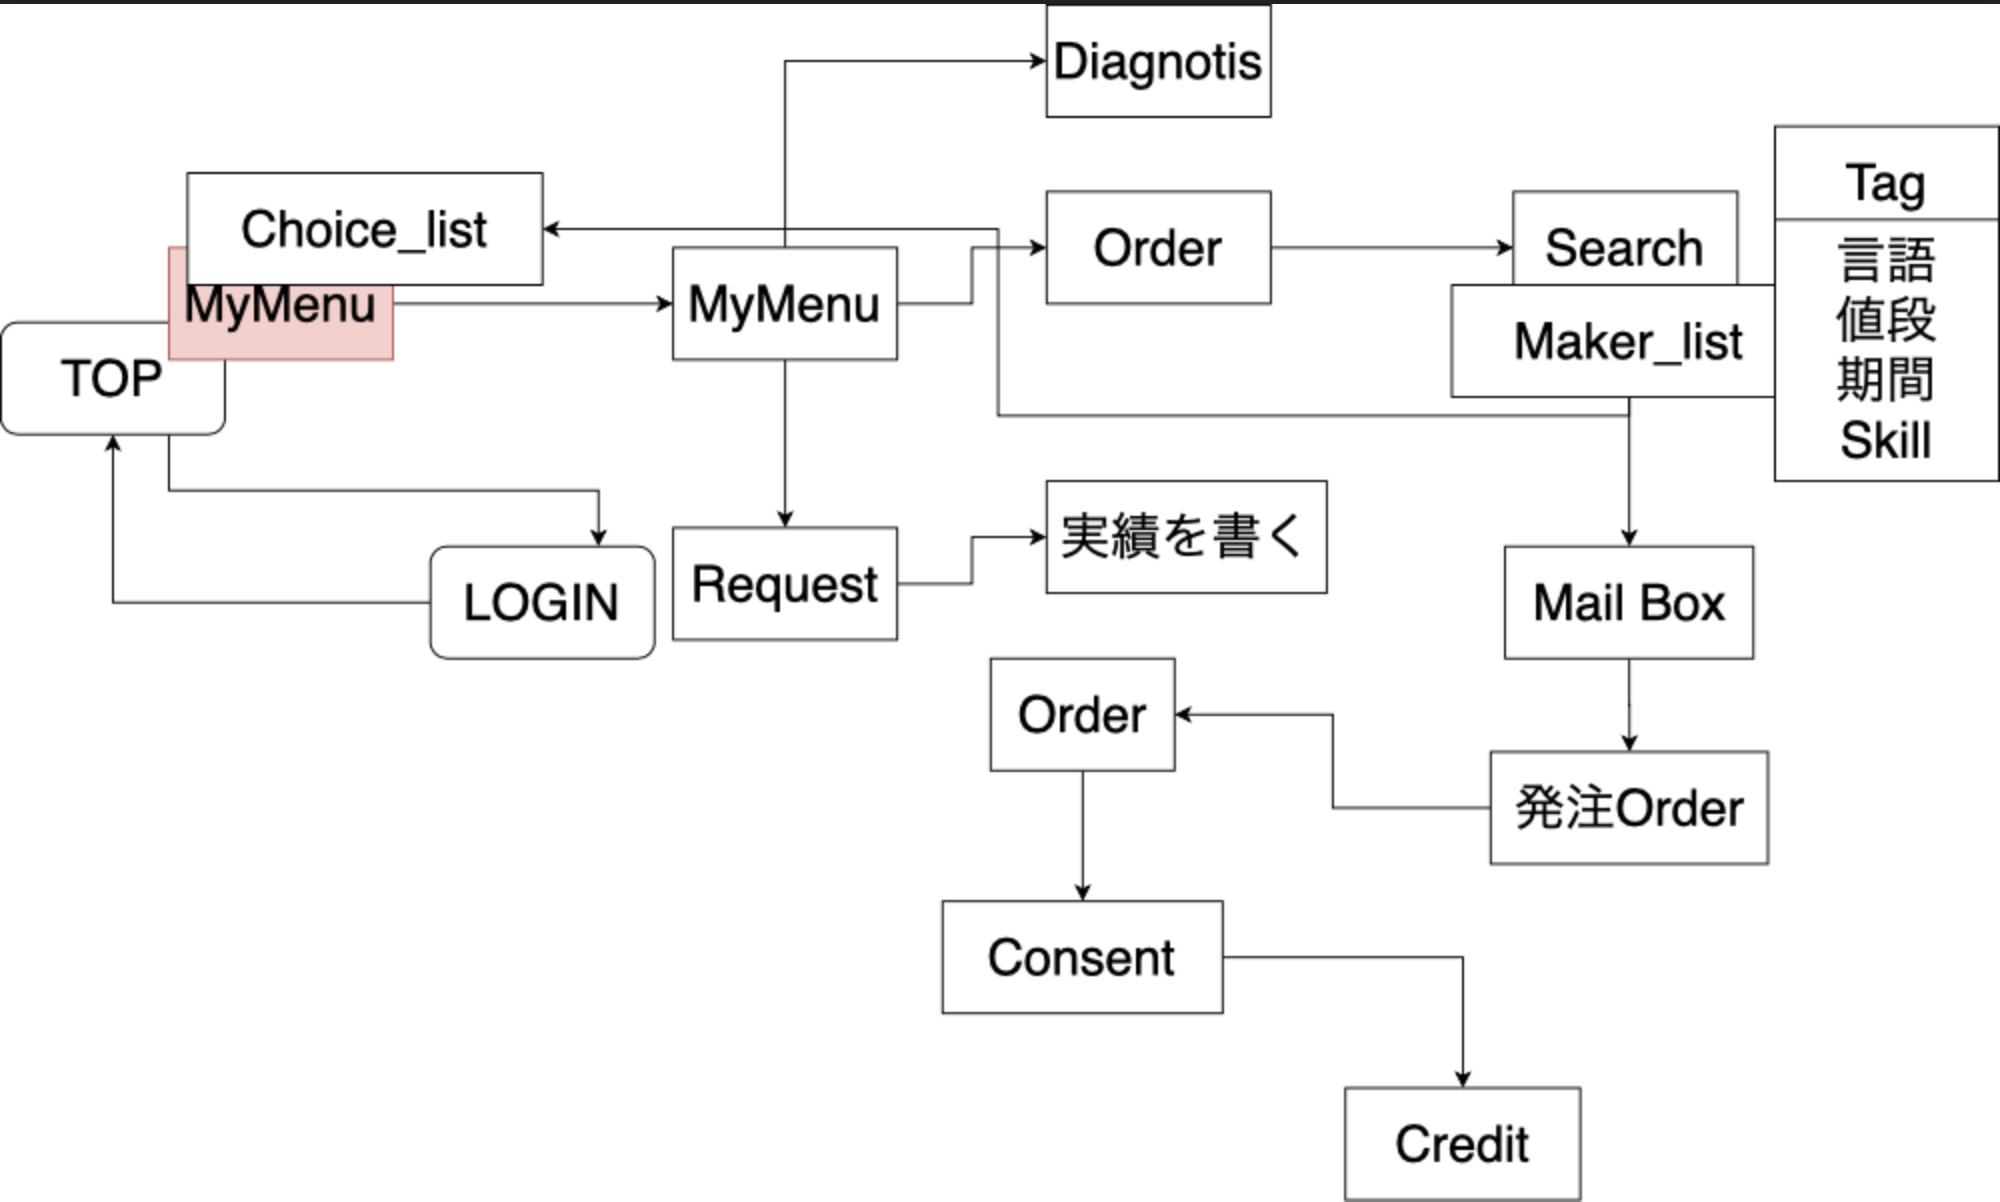 Diagnotis
Choice_list
MyMenu
TOP
LOGIN
MyMenu
Order
Search
Maker_list
Tag
言語
値段
期間
Skill
Request
実績を書く
Mail Box
Order
発注Order
Consent
Credit